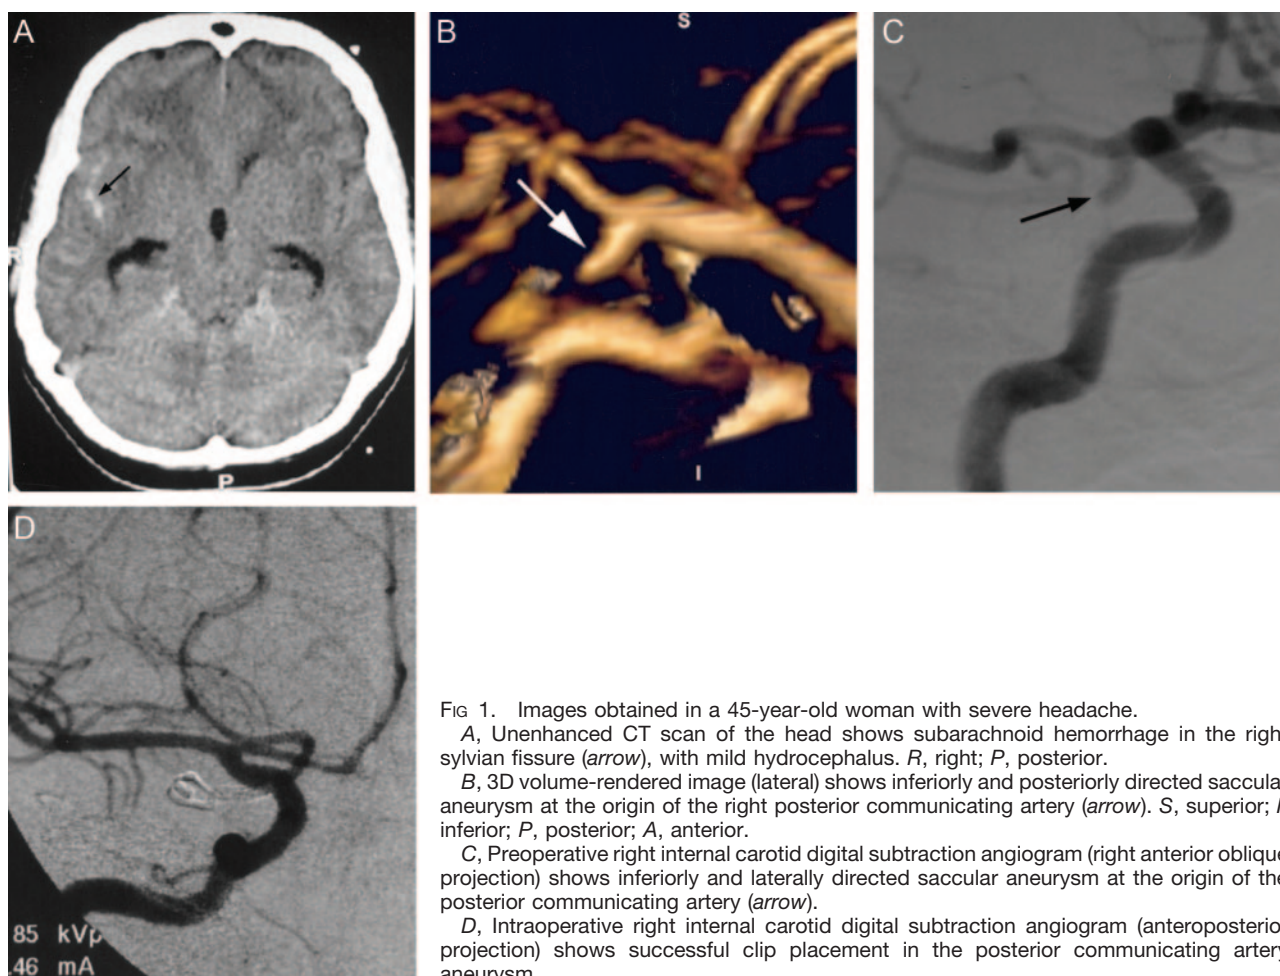 A
R
P
B
S
I
C
D
85 kVp
46 mA
FIG 1. Images obtained in a 45-year-old woman with severe headache.
A, Unenhanced CT scan of the head shows subarachnoid hemorrhage in the righ
sylvian fissure (arrow), with mild hydrocephalus. R, right; P, posterior.
B, 3D volume-rendered image (lateral) shows inferiorly and posteriorly directed saccula
aneurysm at the origin of the right posterior communicating artery (arrow). S, superior; I
inferior; P, posterior; A, anterior.
C, Preoperative right internal carotid digital subtraction angiogram (right anterior oblique
projection) shows inferiorly and laterally directed saccular aneurysm at the origin of the
posterior communicating artery (arrow).
D, Intraoperative right internal carotid digital subtraction angiogram (anteroposterio
projection) shows successful clip placement in the posterior communicating artery
aneurysm.